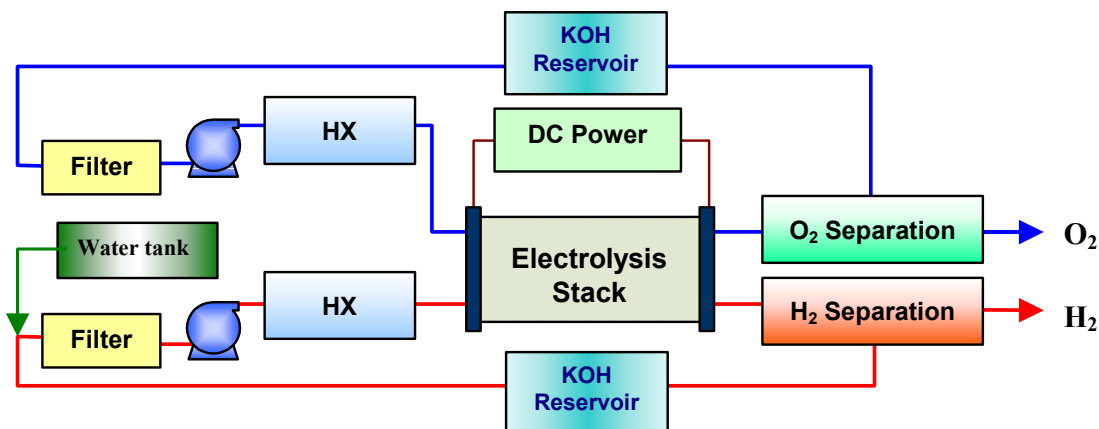 KOH
Reservoir
HX
DC Power
Filter
Water tank
O₂ Separation
O₂
Electrolysis
Stack
HX
H₂ Separation
H₂
Filter
KOH
Reservoir